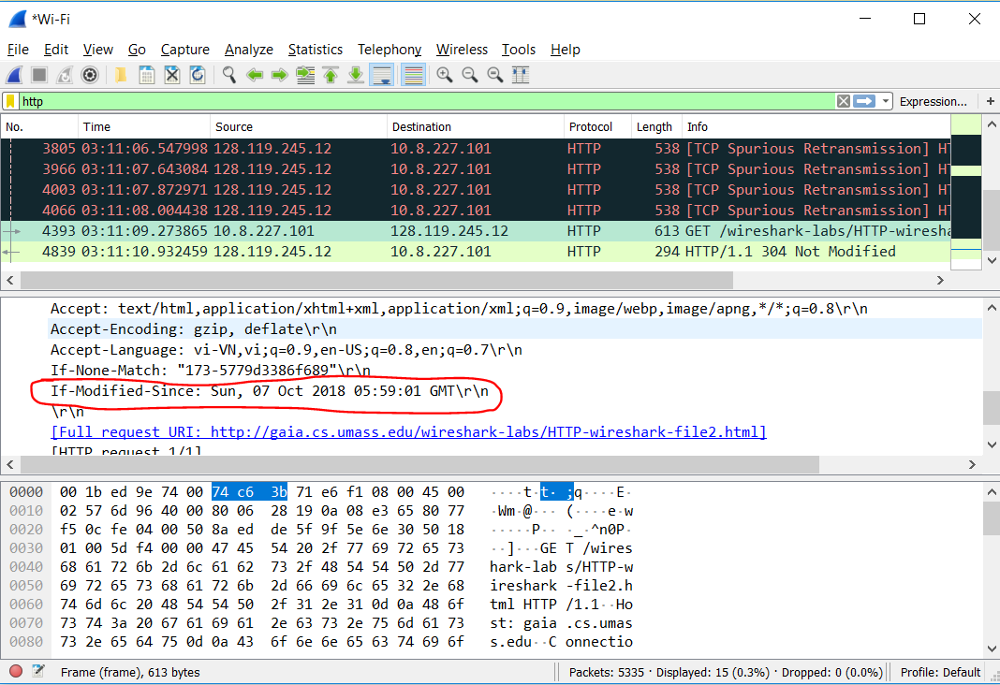 *Wi-Fi
File Edit View Go Capture Analyze Statistics Telephony Wireless Tools Help
http Expression... +
No. Time Source Destination Protocol Length Info
3805 03:11:06.547998 128.119.245.12 10.8.227.101 HTTP 538 [TCP Spurious Retransmission] HT
3966 03:11:07.643084 128.119.245.12 10.8.227.101 HTTP 538 [TCP Spurious Retransmission] HT
4003 03:11:07.872971 128.119.245.12 10.8.227.101 HTTP 538 [TCP Spurious Retransmission] HT
4066 03:11:08.004438 128.119.245.12 10.8.227.101 HTTP 538 [TCP Spurious Retransmission] HT
4393 03:11:09.273865 10.8.227.101 128.119.245.12 HTTP 613 GET /wireshark-labs/HTTP-wiresha
4839 03:11:10.932459 128.119.245.12 10.8.227.101 HTTP 294 HTTP/1.1 304 Not Modified
Accept: text/html,application/xhtml+xml,application/xml;q=0.9,image/webp,image/apng,*/*;q=0.8\r\n
Accept-Encoding: gzip, deflate\r\n
Accept-Language: vi-VN,vi;q=0.9,en-US;q=0.8,en;q=0.7\r\n
If-None-Match: "173-5779d3386f689"\r\n
If-Modified-Since: Sun, 07 Oct 2018 05:59:01 GMT\r\n
\r\n
[Full request URI: http://gaia.cs.umass.edu/wireshark-labs/HTTP-wireshark-file2.html]
[HTTP request 1/1]
0000 00 1b ed 9e 74 00 74 c6 3b 71 e6 f1 08 00 45 00 ····t·t· ;q····E·
0010 02 57 6d 96 40 00 80 06 28 19 0a 08 e3 65 80 77 ·Wm·@··· (····e·w
0020 f5 0c fe 04 00 50 8a ed de 5f 9f 5e 6e 30 50 18 ·····P·· ·_·^n0P·
0030 01 00 5d f4 00 00 47 45 54 20 2f 77 69 72 65 73 ··]···GE T /wires
0040 68 61 72 6b 2d 6c 61 62 73 2f 48 54 54 50 2d 77 hark-lab s/HTTP-w
0050 69 72 65 73 68 61 72 6b 2d 66 69 6c 65 32 2e 68 ireshark -file2.h
0060 74 6d 6c 20 48 54 54 50 2f 31 2e 31 0d 0a 48 6f tml HTTP /1.1··Ho
0070 73 74 3a 20 67 61 69 61 2e 63 73 2e 75 6d 61 73 st: gaia .cs.umas
0080 73 2e 65 64 75 0d 0a 43 6f 6e 6e 65 63 74 69 6f s.edu··C onnectio
Frame (frame), 613 bytes Packets: 5335 · Displayed: 15 (0.3%) · Dropped: 0 (0.0%) Profile: Default